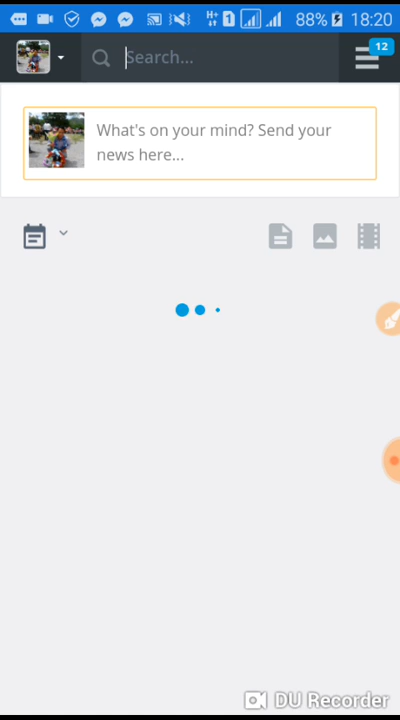 88% 18:20
Search...
12
What's on your mind? Send your
news here...
DU Recorder